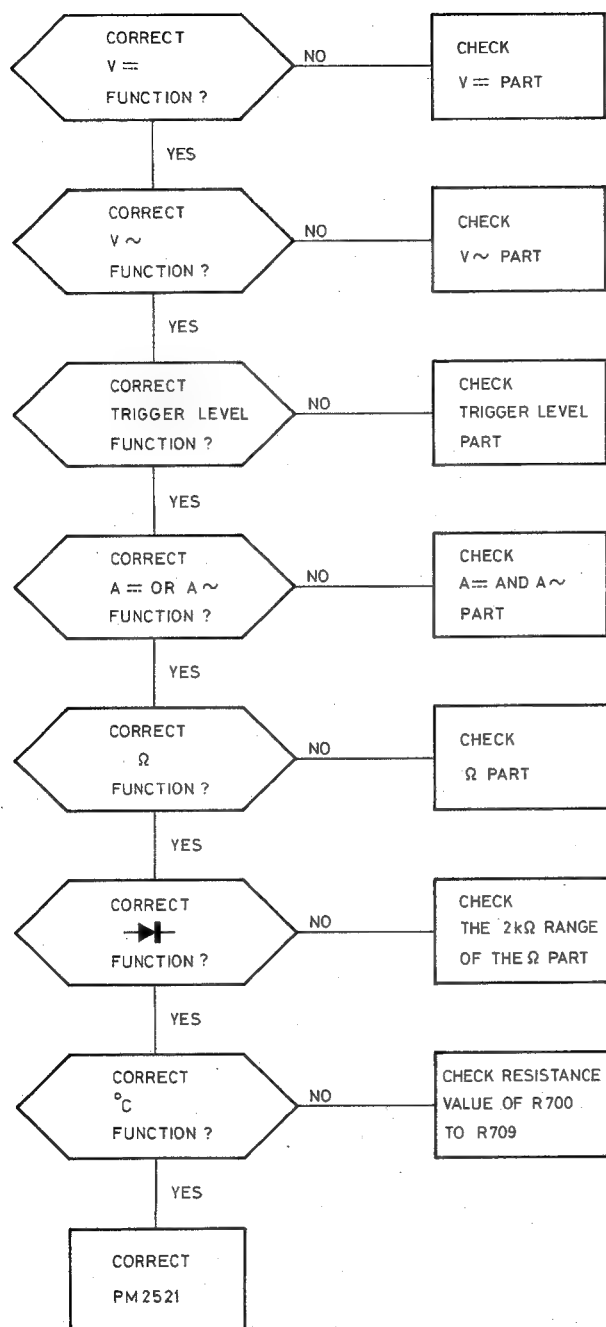 CORRECT
V ⎓
FUNCTION ?
NO
CHECK
V ⎓ PART
YES
CORRECT
V ~
FUNCTION ?
NO
CHECK
V~ PART
YES
CORRECT
TRIGGER LEVEL
FUNCTION ?
NO
CHECK
TRIGGER LEVEL
PART
YES
CORRECT
A ⎓ OR A ~
FUNCTION ?
NO
CHECK
A ⎓ AND A ~
PART
YES
CORRECT
Ω
FUNCTION ?
NO
CHECK
Ω PART
YES
CORRECT
FUNCTION ?
NO
CHECK
THE 2kΩ RANGE
OF THE Ω PART
YES
CORRECT
°C
FUNCTION ?
NO
CHECK RESISTANCE
VALUE OF R700
TO R709
YES
CORRECT
PM2521